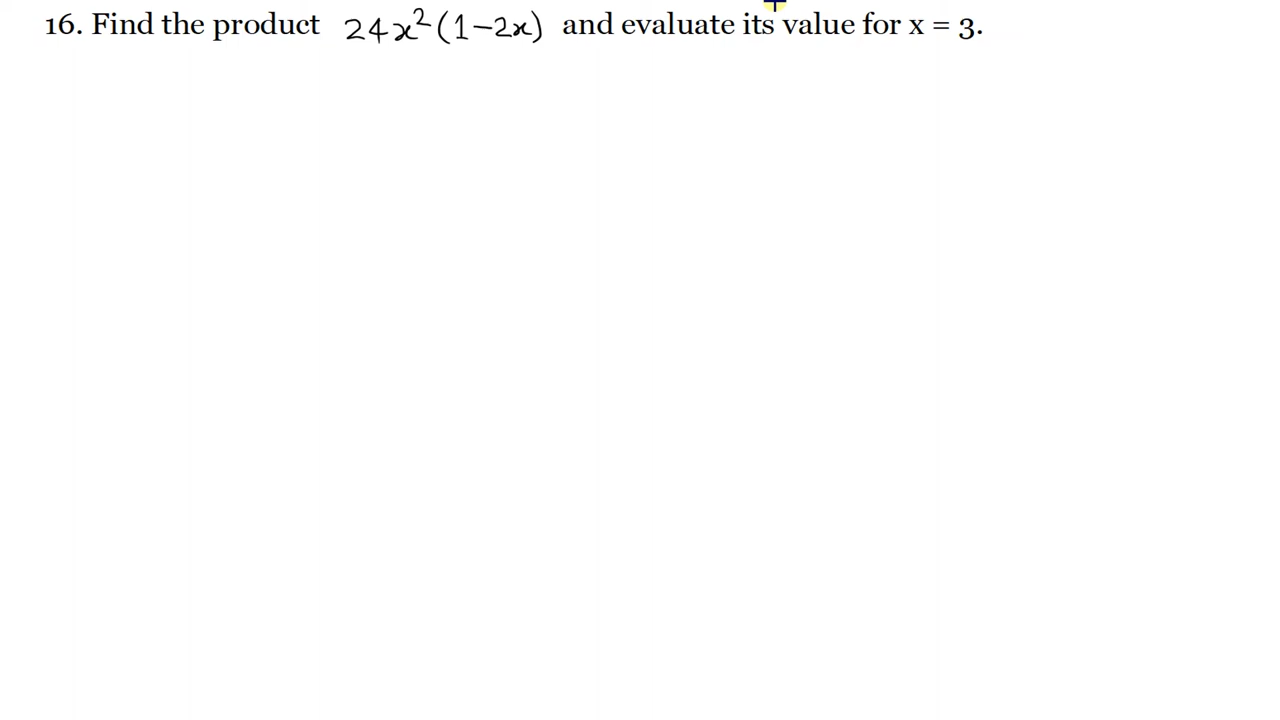 16. Find the product 24x²(1-2x) and evaluate its value for x = 3.